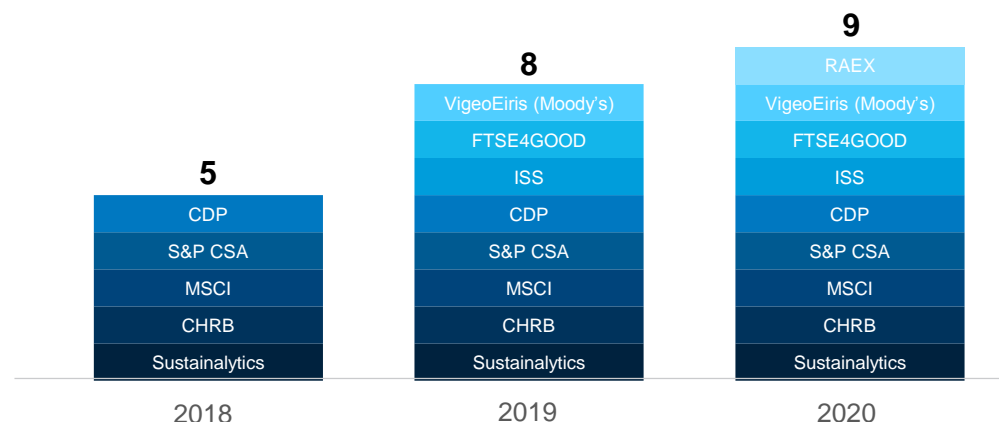 5
CDP
S&P CSA
MSCI
CHRB
Sustainalytics
2018
8
VigeoEiris (Moody's)
FTSE4GOOD
ISS
CDP
S&P CSA
MSCI
CHRB
Sustainalytics
2019
9
RAEX
VigeoEiris (Moody's)
FTSE4GOOD
ISS
CDP
S&P CSA
MSCI
CHRB
Sustainalytics
2020